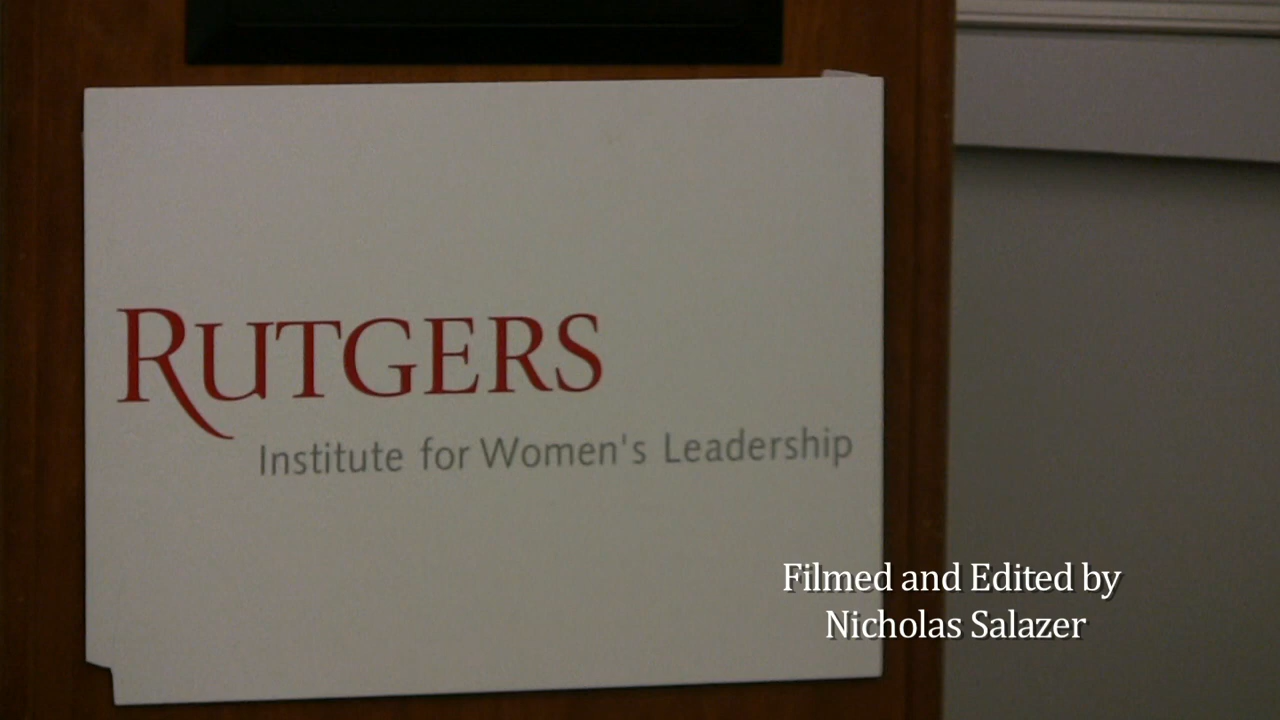 RUTGERS
Institute for Women's Leadership
Filmed and Edited by
Nicholas Salazer